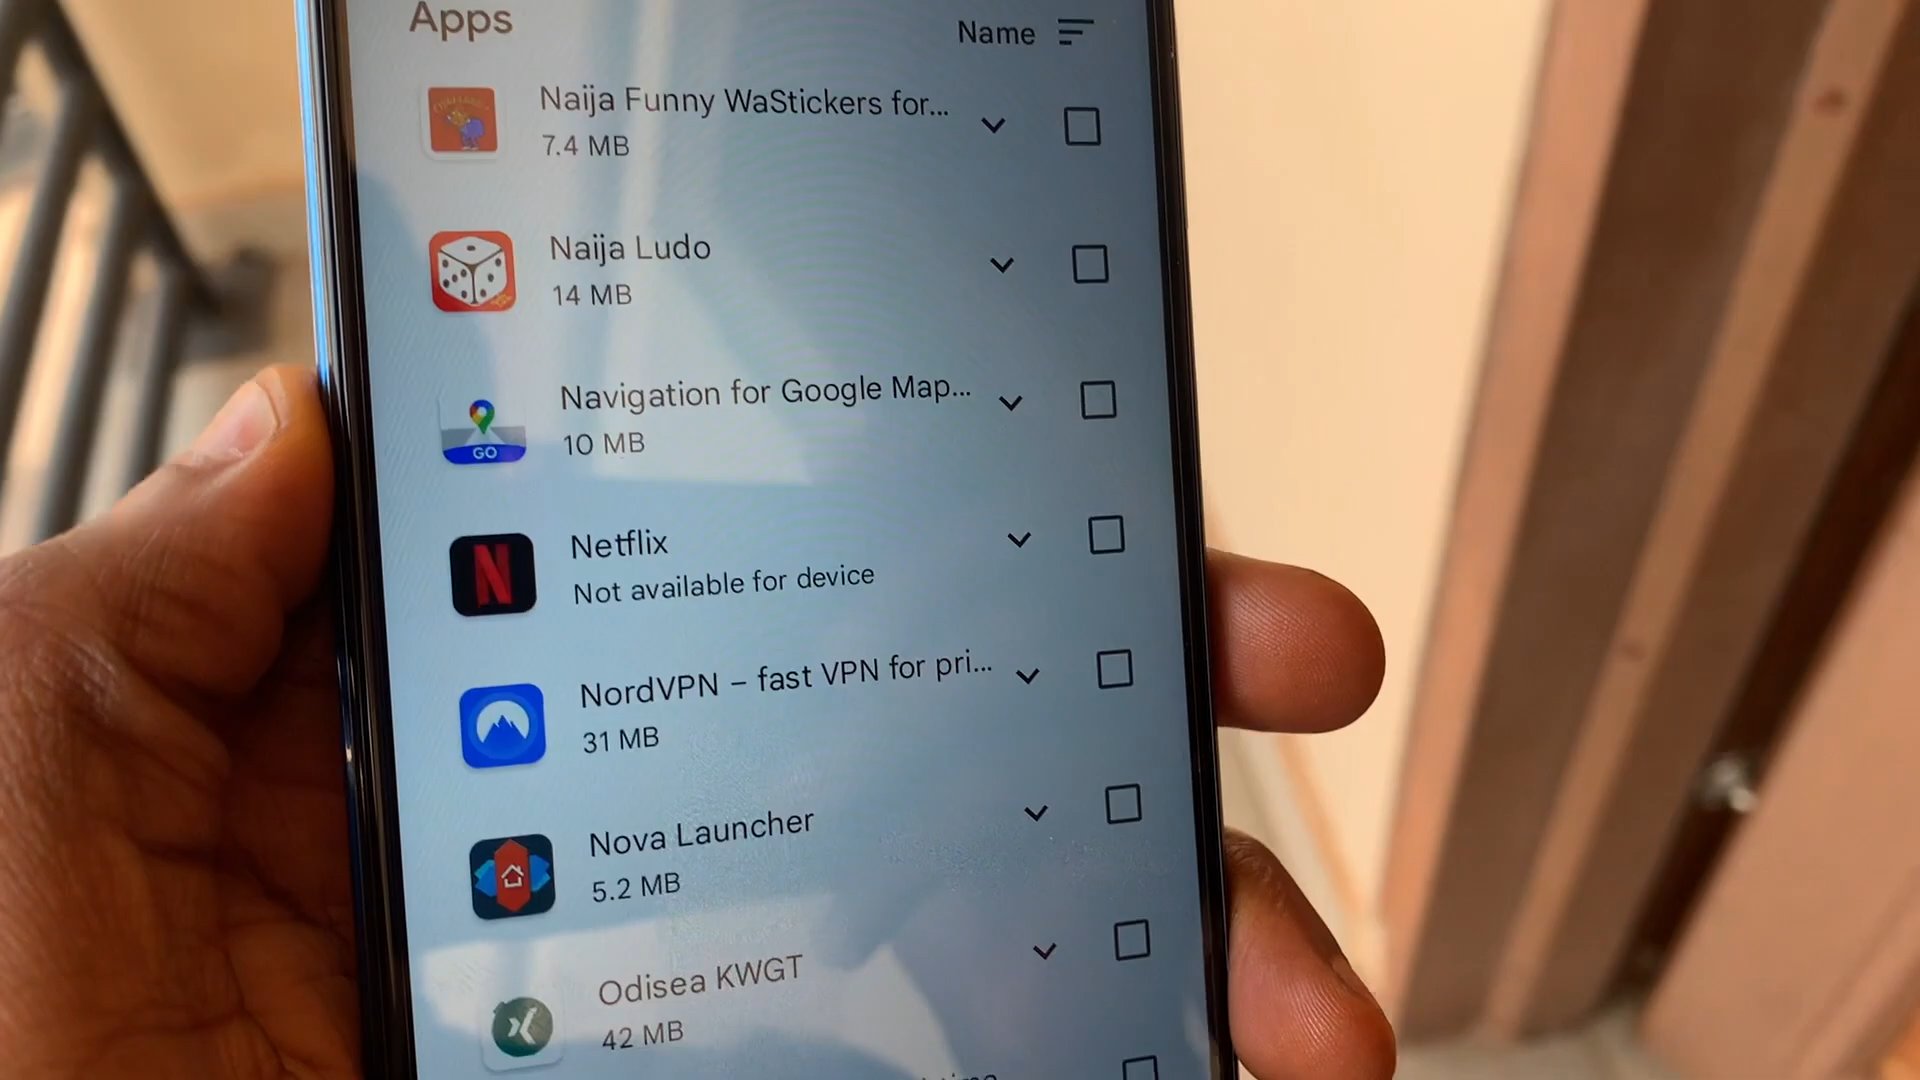 Apps
Name
Naija Funny WaStickers for...
7.4 MB
Naija Ludo
14 MB
Navigation for Google Map...
GO
10 MB
N
Netflix
Not available for device
NordVPN – fast VPN for pri...
31 MB
Nova Launcher
5.2 MB
Odisea KWGT
42 MB